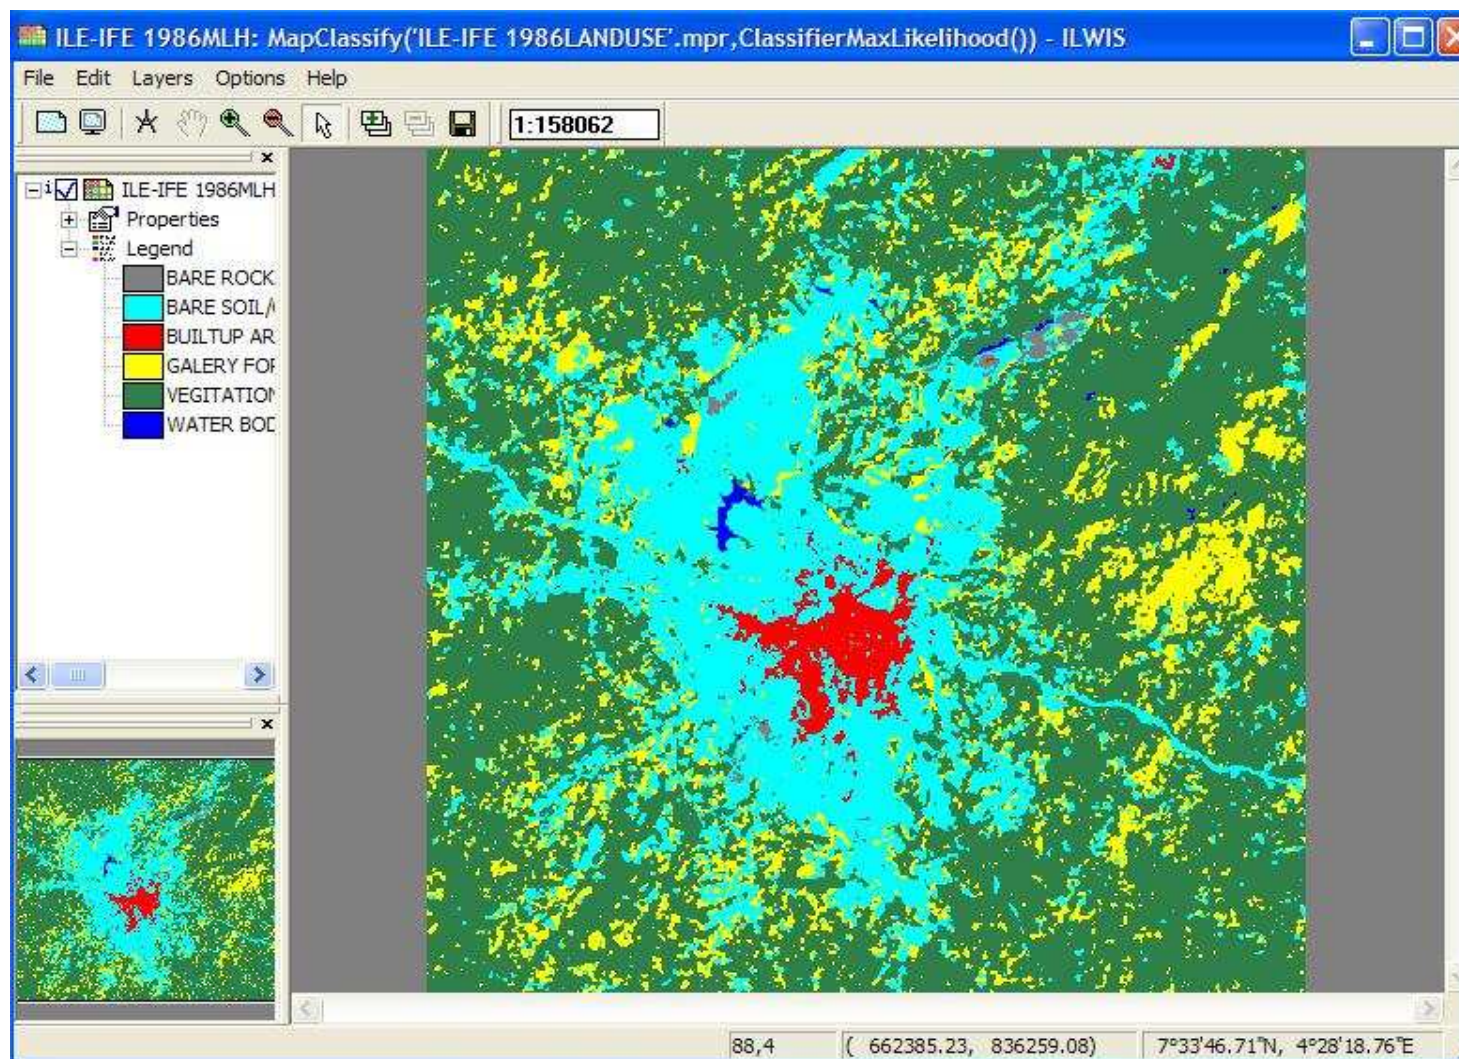 ILE-IFE 1986MLH: MapClassify('ILE-IFE 1986LANDUSE'.mpr,ClassifierMaxLikelihood()) - ILWIS
File Edit Layers Options Help
1:158062
ILE-IFE 1986MLH
Properties
Legend
BARE ROCK
BARE SOIL/
BUILTUP AR
GALERY FOR
VEGITATION
WATER BOD
88,4 ( 662385.23, 836259.08) 7°33'46.71"N, 4°28'18.76"E